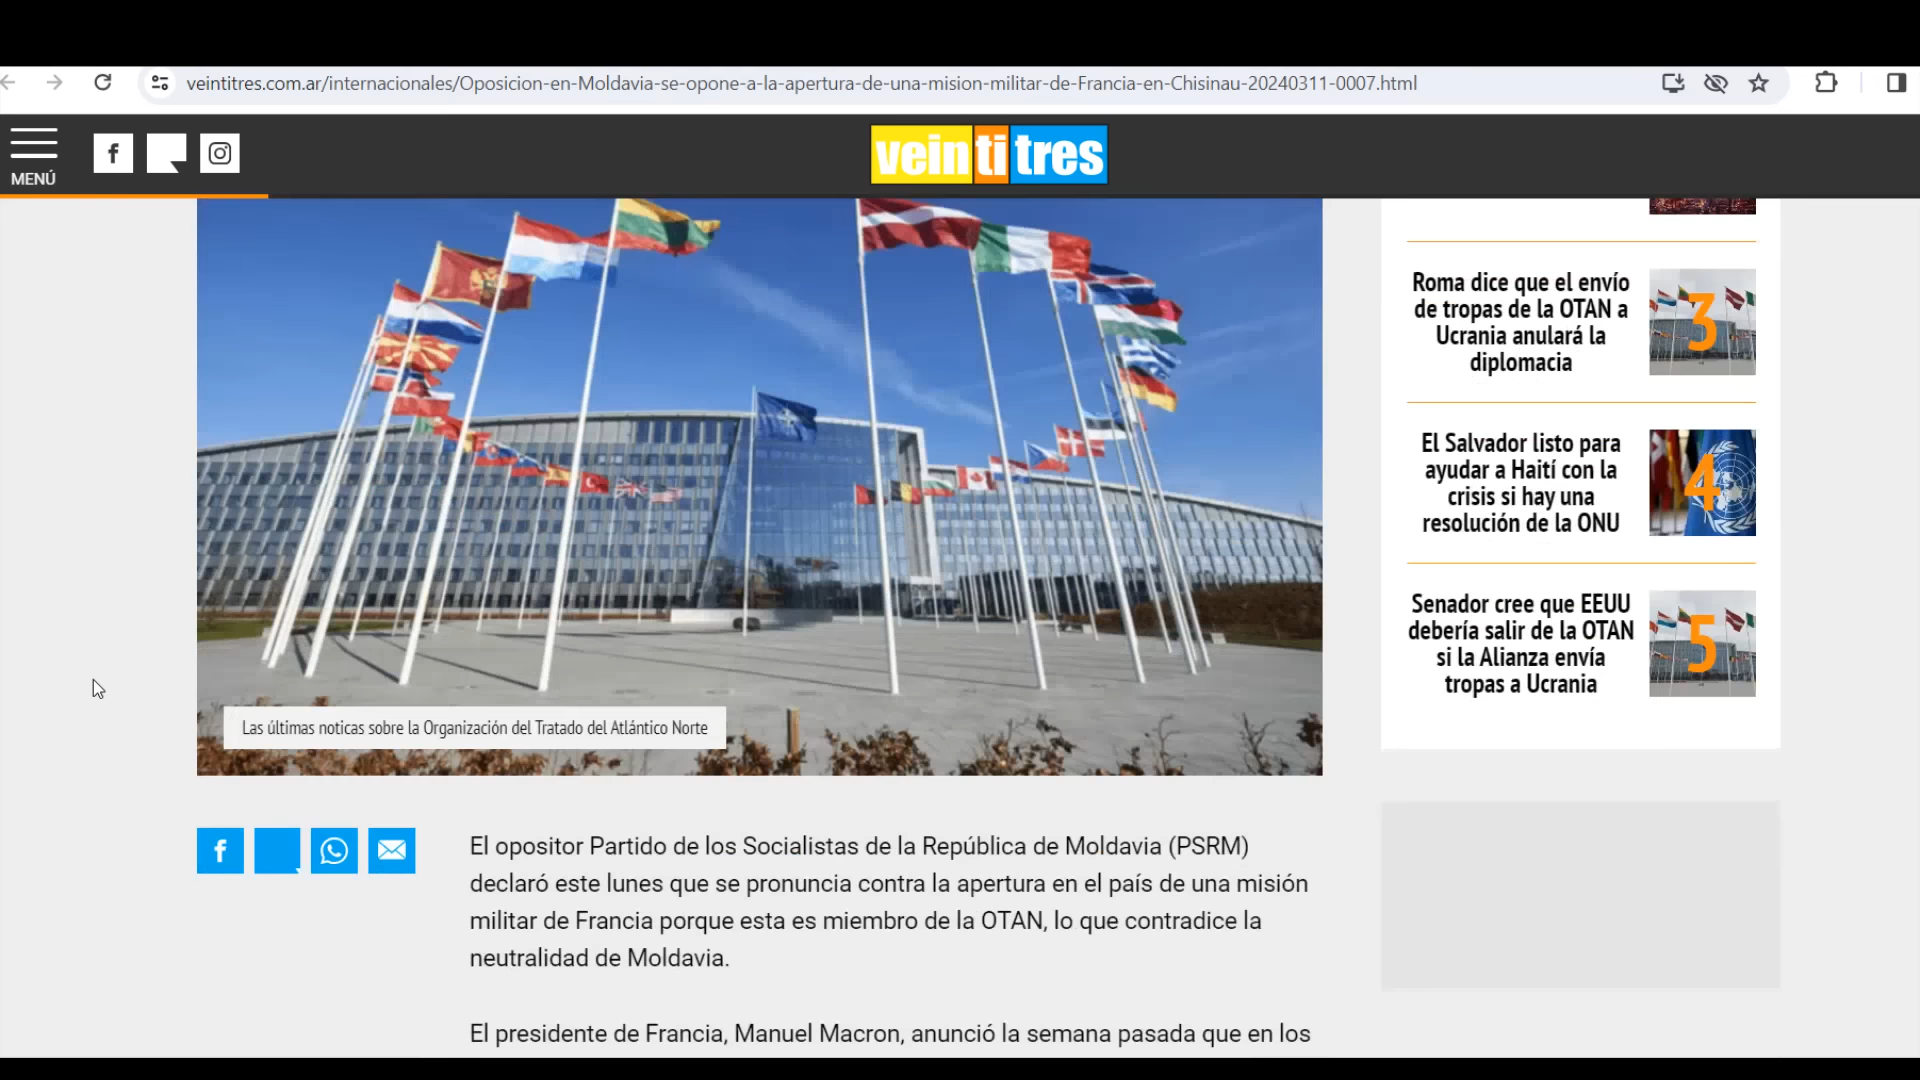 veintitres.com.ar/internacionales/Oposicion-en-Moldavia-se-opone-a-la-apertura-de-una-mision-militar-de-Francia-en-Chisinau-20240311-0007.html
MENÚ
veintitres
Las últimas noticas sobre la Organización del Tratado del Atlántico Norte
El opositor Partido de los Socialistas de la República de Moldavia (PSRM)
declaró este lunes que se pronuncia contra la apertura en el país de una misión
militar de Francia porque esta es miembro de la OTAN, lo que contradice la
neutralidad de Moldavia.
El presidente de Francia, Manuel Macron, anunció la semana pasada que en los
Roma dice que el envío
de tropas de la OTAN a
Ucrania anulará la
diplomacia
3
El Salvador listo para
ayudar a Haití con la
crisis si hay una
resolución de la ONU
4
Senador cree que EEUU
debería salir de la OTAN
si la Alianza envía
tropas a Ucrania
5